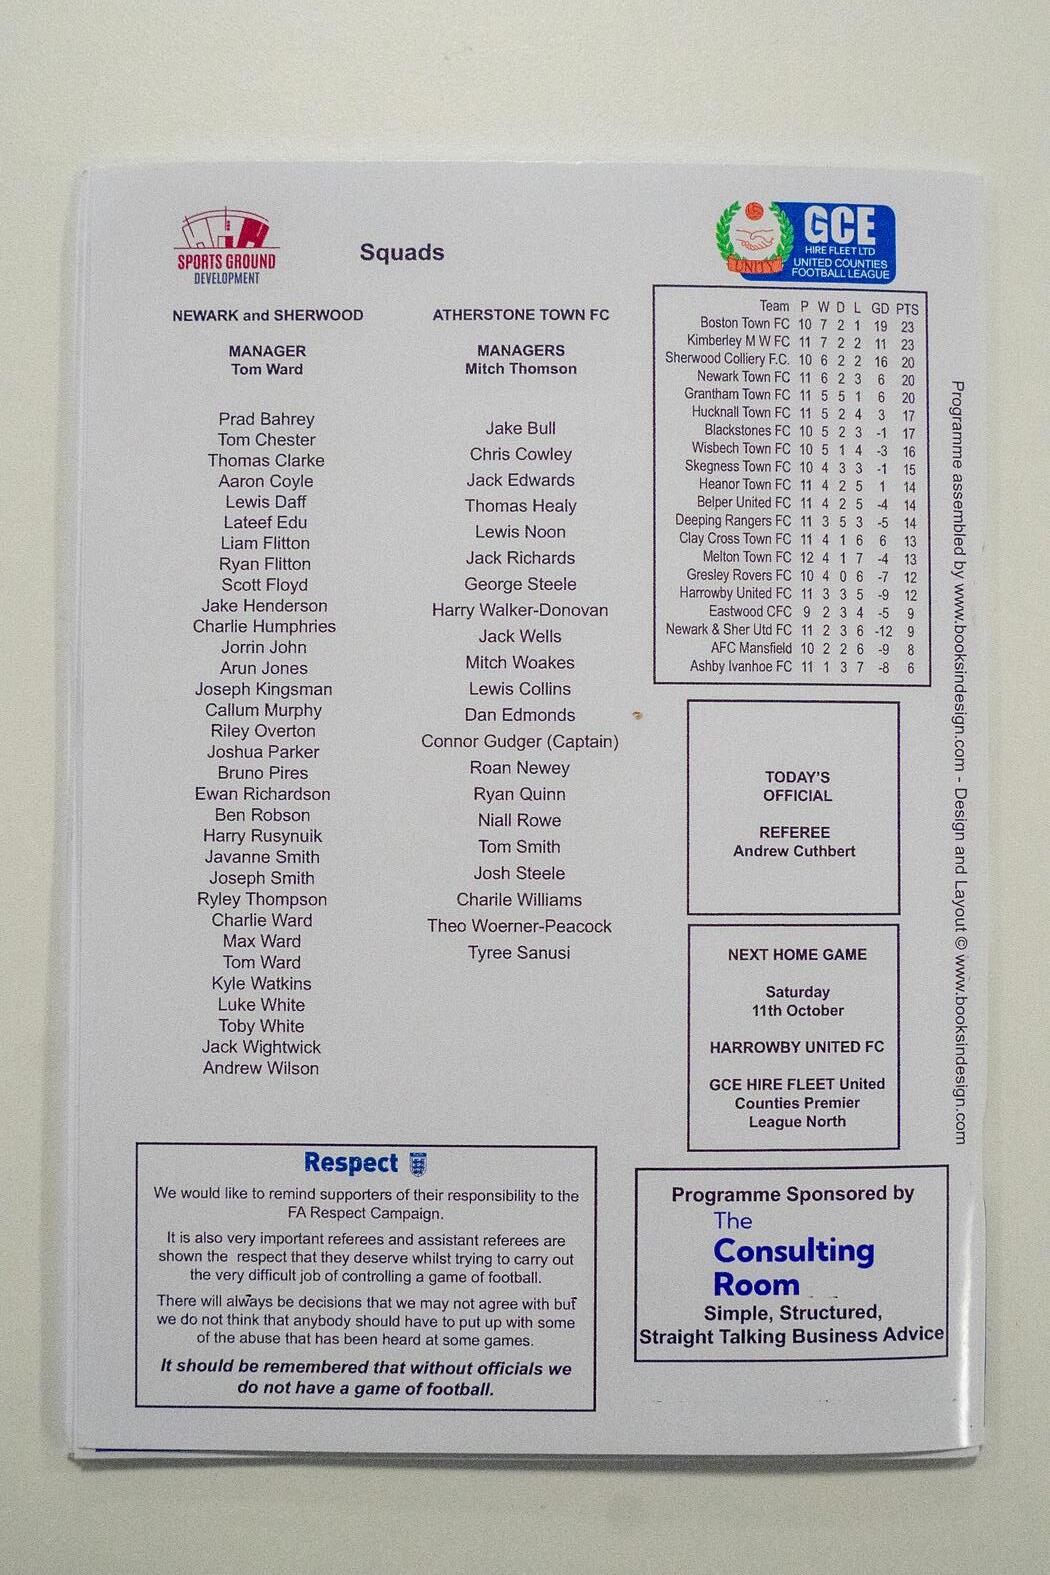 SPORTS GROUND
DEVELOPMENT
Squads
UNITY
GCE
HIRE FLEET LTD
UNITED COUNTIES
FOOTBALL LEAGUE
NEWARK and SHERWOOD
MANAGER
Tom Ward
Prad Bahrey
Tom Chester
Thomas Clarke
Aaron Coyle
Lewis Daff
Lateef Edu
Liam Flitton
Ryan Flitton
Scott Floyd
Jake Henderson
Charlie Humphries
Jorrin John
Arun Jones
Joseph Kingsman
Callum Murphy
Riley Overton
Joshua Parker
Bruno Pires
Ewan Richardson
Ben Robson
Harry Rusynuik
Javanne Smith
Joseph Smith
Ryley Thompson
Charlie Ward
Max Ward
Tom Ward
Kyle Watkins
Luke White
Toby White
Jack Wightwick
Andrew Wilson
ATHERSTONE TOWN FC
MANAGERS
Mitch Thomson
Jake Bull
Chris Cowley
Jack Edwards
Thomas Healy
Lewis Noon
Jack Richards
George Steele
Harry Walker-Donovan
Jack Wells
Mitch Woakes
Lewis Collins
Dan Edmonds
Connor Gudger (Captain)
Roan Newey
Ryan Quinn
Niall Rowe
Tom Smith
Josh Steele
Charile Williams
Theo Woerner-Peacock
Tyree Sanusi
Team P W D L GD PTS
Boston Town FC 10 7 2 1 19 23
Kimberley M W FC 11 7 2 2 11 23
Sherwood Colliery F.C. 10 6 2 2 16 20
Newark Town FC 11 6 2 3 6 20
Grantham Town FC 11 5 5 1 6 20
Hucknall Town FC 11 5 2 4 3 17
Blackstones FC 10 5 2 3 -1 17
Wisbech Town FC 10 5 1 4 -3 16
Skegness Town FC 10 4 3 3 -1 15
Heanor Town FC 11 4 2 5 1 14
Belper United FC 11 4 2 5 -4 14
Deeping Rangers FC 11 3 5 3 -5 14
Clay Cross Town FC 11 4 1 6 6 13
Melton Town FC 12 4 1 7 -4 13
Gresley Rovers FC 10 4 0 6 -7 12
Harrowby United FC 11 3 3 5 -9 12
Eastwood CFC 9 2 3 4 -5 9
Newark & Sher Utd FC 11 2 3 6 -12 9
AFC Mansfield 10 2 2 6 -9 8
Ashby Ivanhoe FC 11 1 3 7 -8 6
TODAY'S
OFFICIAL
REFEREE
Andrew Cuthbert
NEXT HOME GAME
Saturday
11th October
HARROWBY UNITED FC
GCE HIRE FLEET United
Counties Premier
League North
Programme assembled by www.booksindesign.com - Design and Layout © www.booksindesign.com
Respect
We would like to remind supporters of their responsibility to the
FA Respect Campaign.
It is also very important referees and assistant referees are
shown the respect that they deserve whilst trying to carry out
the very difficult job of controlling a game of football.
There will always be decisions that we may not agree with but
we do not think that anybody should have to put up with some
of the abuse that has been heard at some games.
It should be remembered that without officials we
do not have a game of football.
Programme Sponsored by
The
Consulting
Room
Simple, Structured,
Straight Talking Business Advice